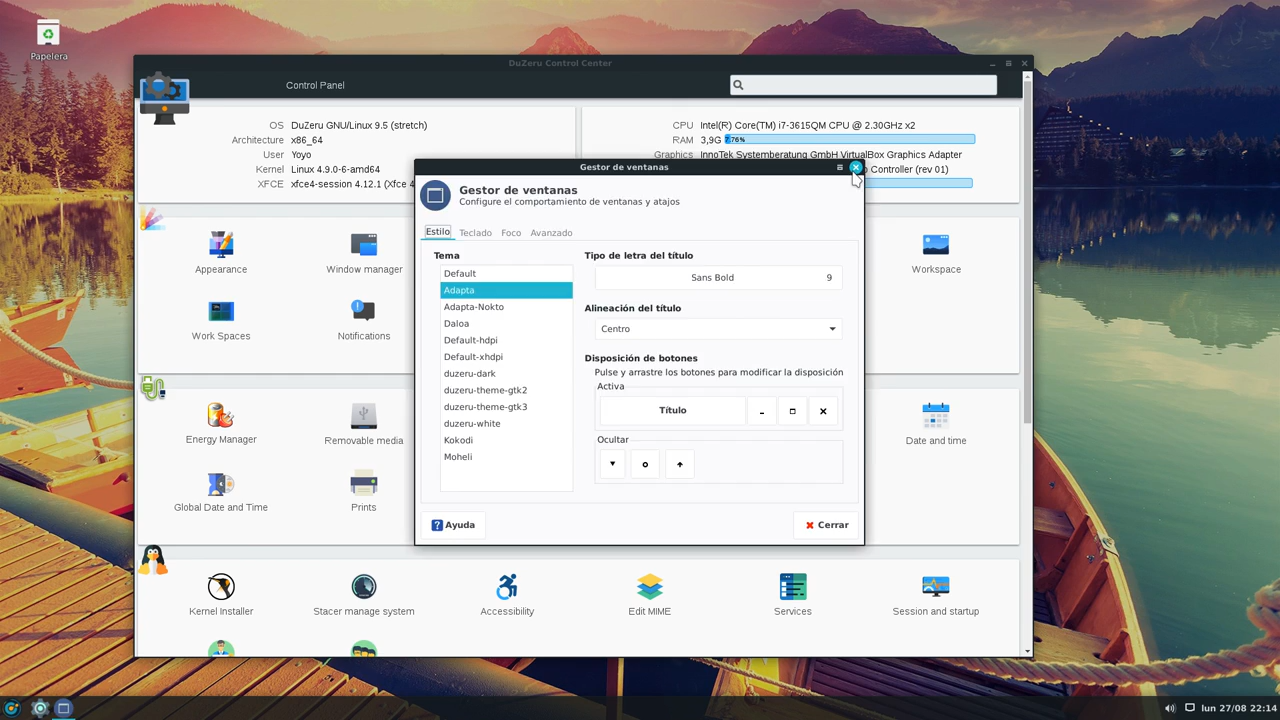 Papelera
DuZeru Control Center
Control Panel
OS DuZeru GNU/Linux 9.5 (stretch)
Architecture x86_64
User Yoyo
Kernel Linux 4.9.0-6-amd64
XFCE xfce4-session 4.12.1 (Xfce 4
CPU Intel(R) Core(TM) i7-3615QM CPU @ 2.30GHz x2
RAM 3,9G 7.76%
Graphics InnoTek Systemberatung GmbH VirtualBox Graphics Adapter
Controller (rev 01)
Appearance
Window manager
Workspace
Work Spaces
Notifications
Energy Manager
Removable media
Date and time
Global Date and Time
Prints
Kernel Installer
Stacer manage system
Accessibility
Edit MIME
Services
Session and startup
Gestor de ventanas
Gestor de ventanas
Configure el comportamiento de ventanas y atajos
Estilo Teclado Foco Avanzado
Tema
Default
Adapta
Adapta-Nokto
Daloa
Default-hdpi
Default-xhdpi
duzeru-dark
duzeru-theme-gtk2
duzeru-theme-gtk3
duzeru-white
Kokodi
Moheli
Tipo de letra del título
Sans Bold 9
Alineación del título
Centro
Disposición de botones
Pulse y arrastre los botones para modificar la disposición
Activa
Título
Ocultar
Ayuda
Cerrar
lun 27/08 22:14